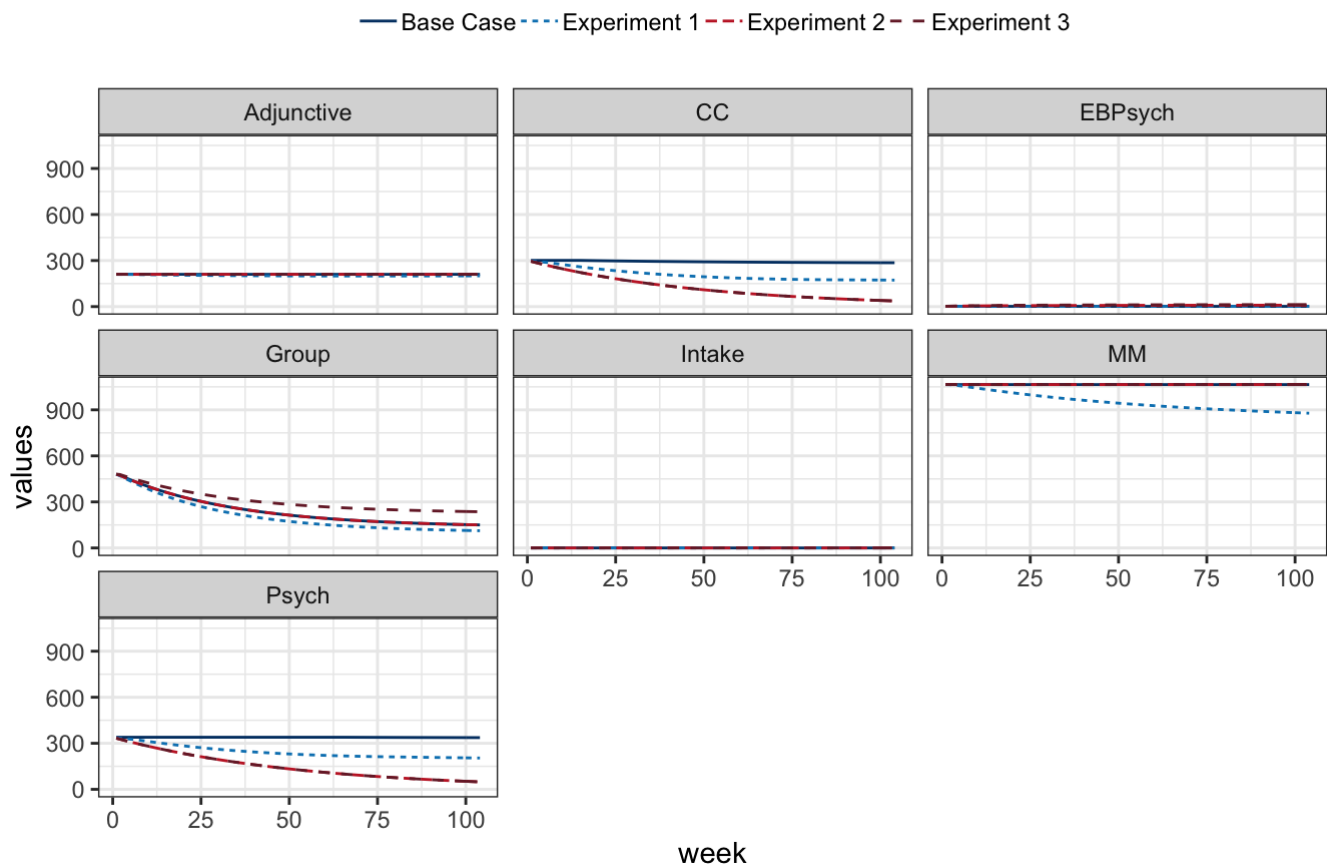 Base Case Experiment 1 Experiment 2 Experiment 3
Adjunctive CC EBPsych
900
600
300
0
Group Intake MM
900
600
300
0
0 25 50 75 100 0 25 50 75 100
Psych
900
600
300
0
0 25 50 75 100
values
week